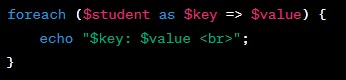 foreach ($student as $key => $value) {
    echo "$key: $value <br>";
}